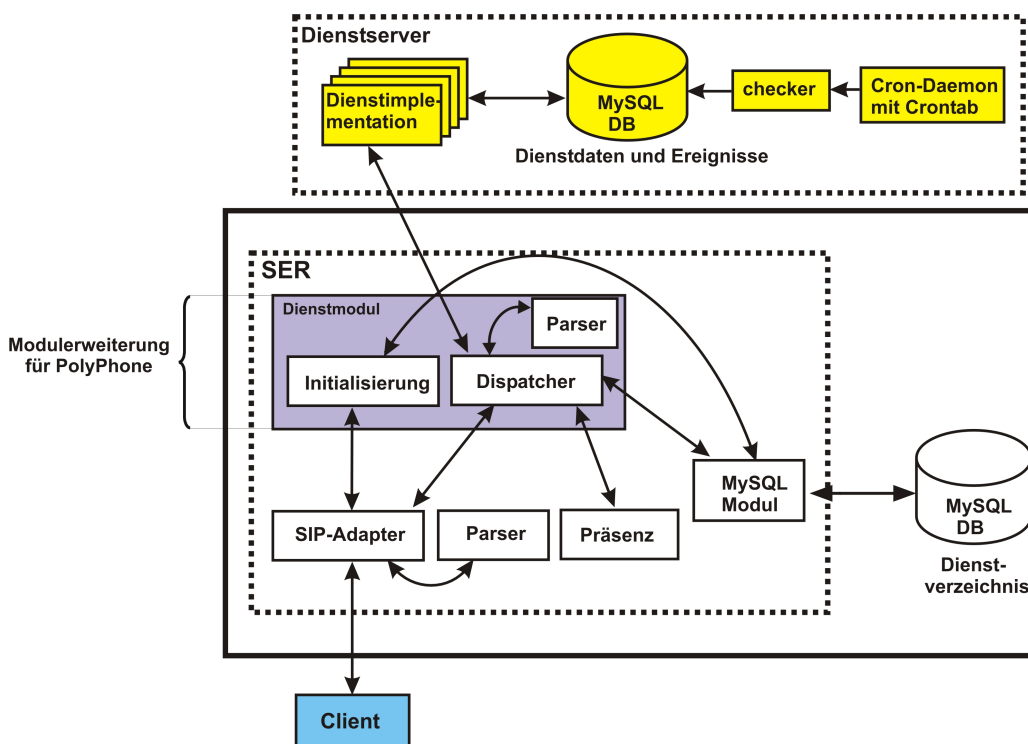 Dienstserver
Dienstimple-
mentation
MySQL
DB
checker
Cron-Daemon
mit Crontab
Dienstdaten und Ereignisse
SER
Dienstmodul
Parser
Modulerweiterung
für PolyPhone
Initialisierung
Dispatcher
MySQL
Modul
MySQL
DB
SIP-Adapter
Parser
Präsenz
Dienst-
verzeichnis
Client